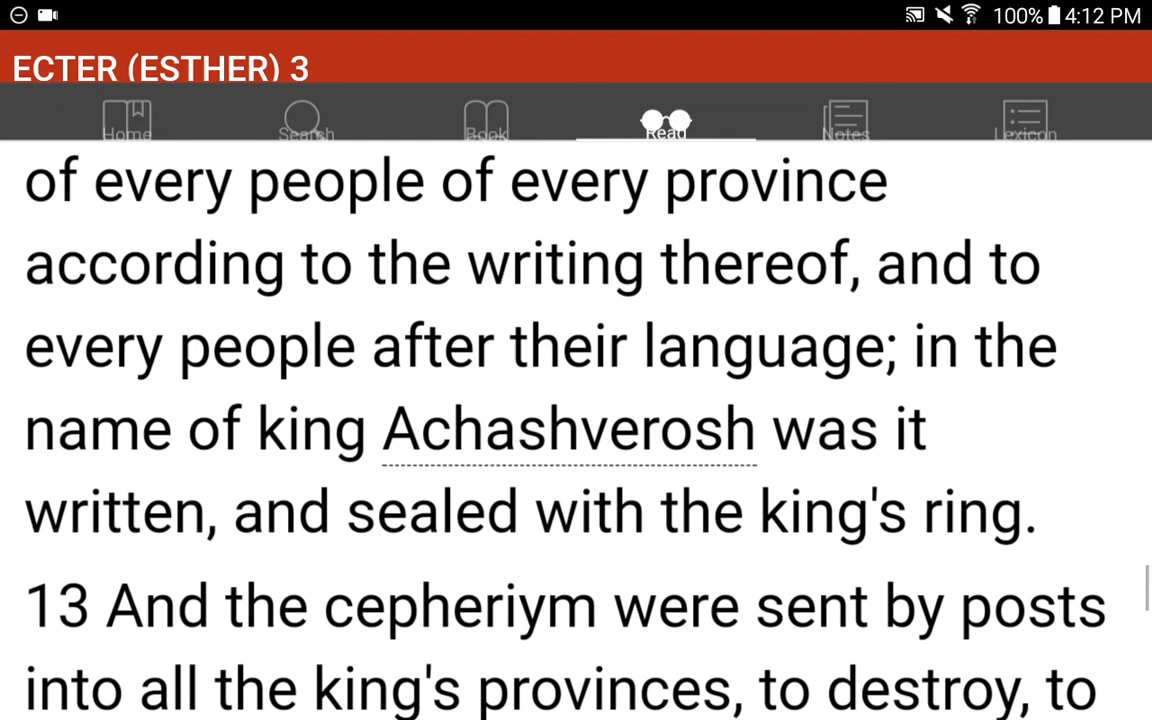 100% 4:12 PM
ECTER (ESTHER) 3
Home Search Book Read Notes Lexicon
of every people of every province
according to the writing thereof, and to
every people after their language; in the
name of king Achashverosh was it
written, and sealed with the king's ring.
13 And the cepheriym were sent by posts
into all the king's provinces, to destroy, to